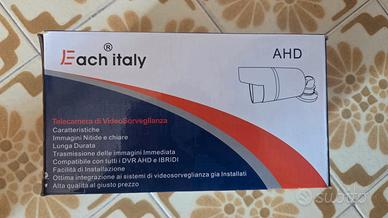 Each italy
®
AHD
Telecamera di VideoSorveglianza
Caratteristiche
Immagini Nitide e chiare
Lunga Durata
Trasmissione delle immagini Immediata
Compatibile con tutti i DVR AHD e IBRIDI
Facilità di Installazione
Ottima integrazione ai sistemi di videosorveglianza gia Installati
Alta qualità al giusto prezzo
subito